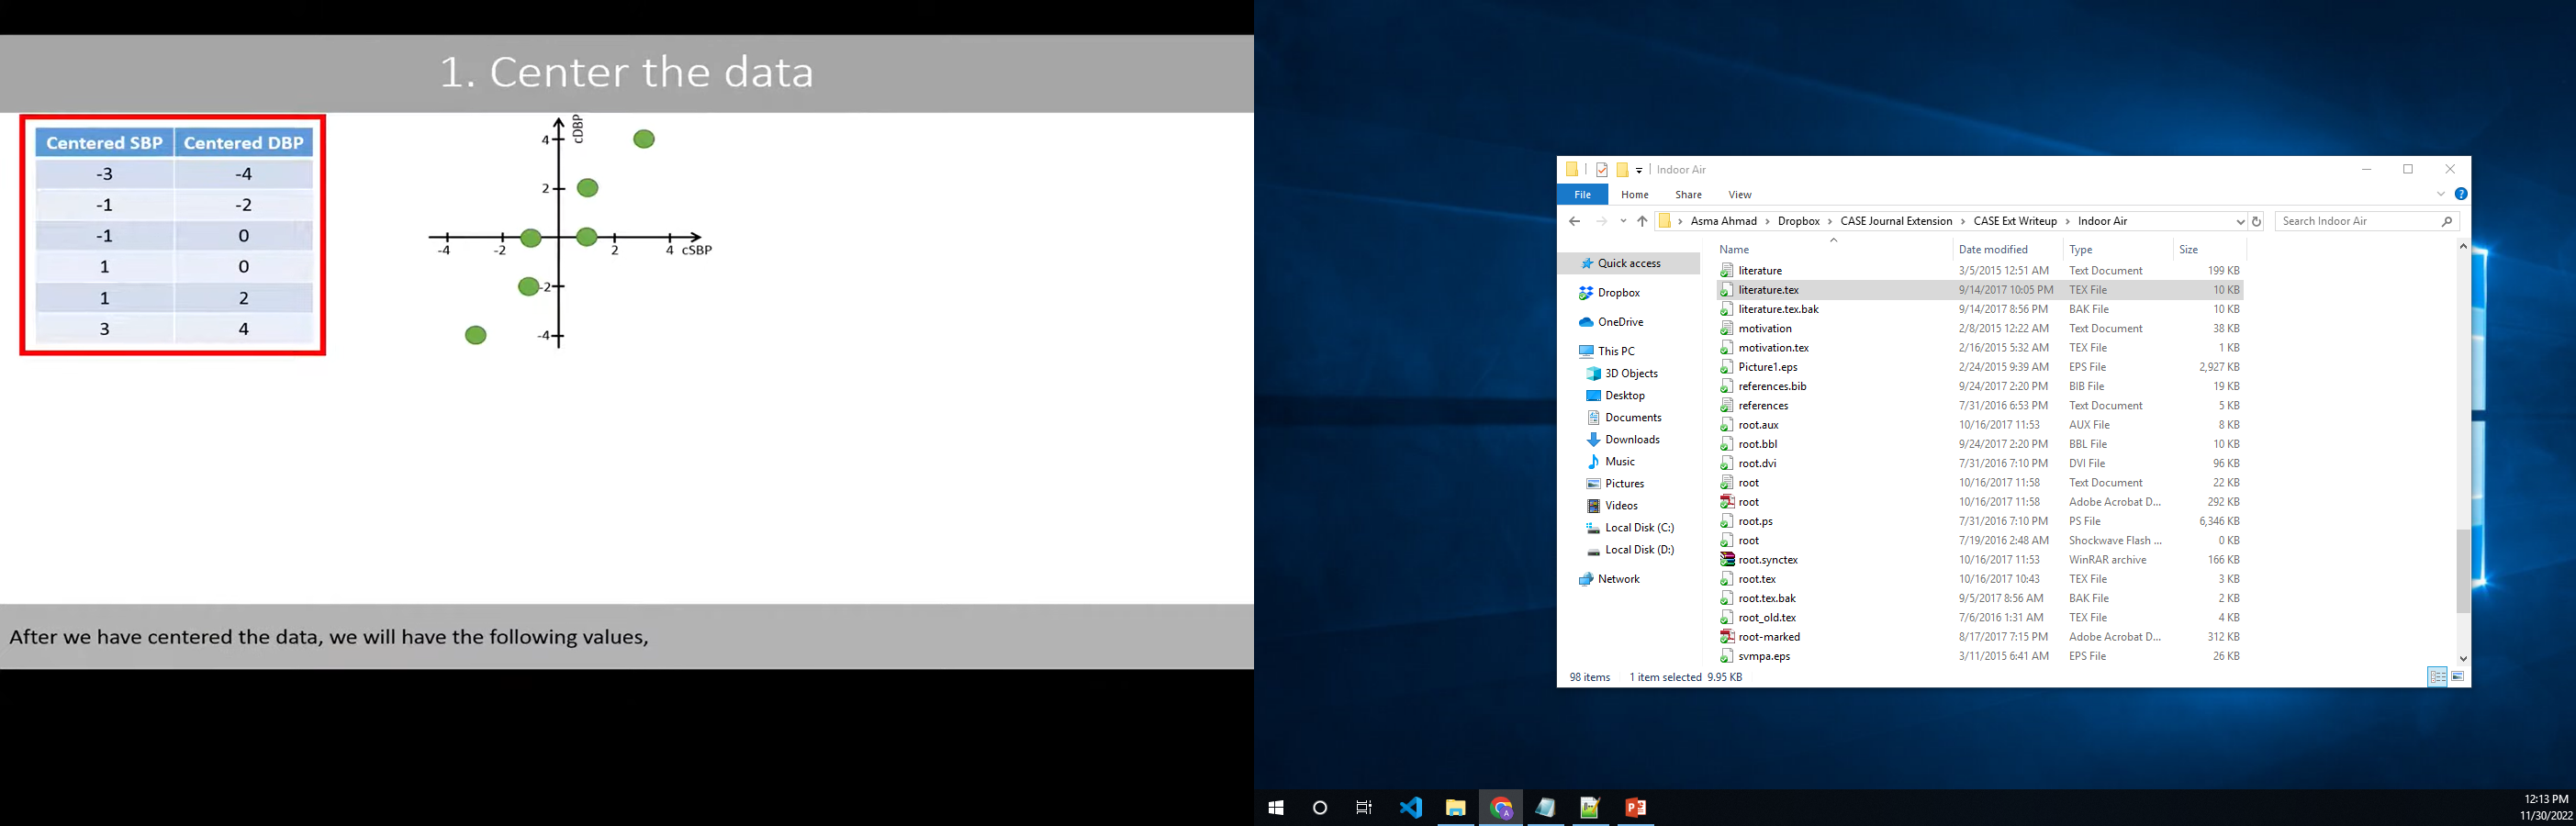 1. Center the data
Centered SBP Centered DBP
-3 -4
-1 -2
-1 0
1 0
1 2
3 4
cDBP
4
2
-4 -2 2 4 cSBP
-2
-4
After we have centered the data, we will have the following values,
Indoor Air
File Home Share View
Asma Ahmad > Dropbox > CASE Journal Extension > CASE Ext Writeup > Indoor Air
Search Indoor Air
Quick access
Dropbox
OneDrive
This PC
3D Objects
Desktop
Documents
Downloads
Music
Pictures
Videos
Local Disk (C:)
Local Disk (D:)
Network
Name Date modified Type Size
literature 3/5/2015 12:51 AM Text Document 199 KB
literature.tex 9/14/2017 10:05 PM TEX File 10 KB
literature.tex.bak 9/14/2017 8:56 PM BAK File 10 KB
motivation 2/8/2015 12:22 AM Text Document 38 KB
motivation.tex 2/16/2015 5:32 AM TEX File 1 KB
Picture1.eps 2/24/2015 9:39 AM EPS File 2,927 KB
references.bib 9/24/2017 2:20 PM BIB File 19 KB
references 7/31/2016 6:53 PM Text Document 5 KB
root.aux 10/16/2017 11:53 AUX File 8 KB
root.bbl 9/24/2017 2:20 PM BBL File 10 KB
root.dvi 7/31/2016 7:10 PM DVI File 96 KB
root 10/16/2017 11:58 Text Document 22 KB
root 10/16/2017 11:58 Adobe Acrobat D... 292 KB
root.ps 7/31/2016 7:10 PM PS File 6,346 KB
root 7/19/2016 2:48 AM Shockwave Flash ... 0 KB
root.synctex 10/16/2017 11:53 WinRAR archive 166 KB
root.tex 10/16/2017 10:43 TEX File 3 KB
root.tex.bak 9/5/2017 8:56 AM BAK File 2 KB
root_old.tex 7/6/2016 1:31 AM TEX File 4 KB
root-marked 8/17/2017 7:15 PM Adobe Acrobat D... 312 KB
svmpa.eps 3/11/2015 6:41 AM EPS File 26 KB
98 items 1 item selected 9.95 KB
12:13 PM
11/30/2022